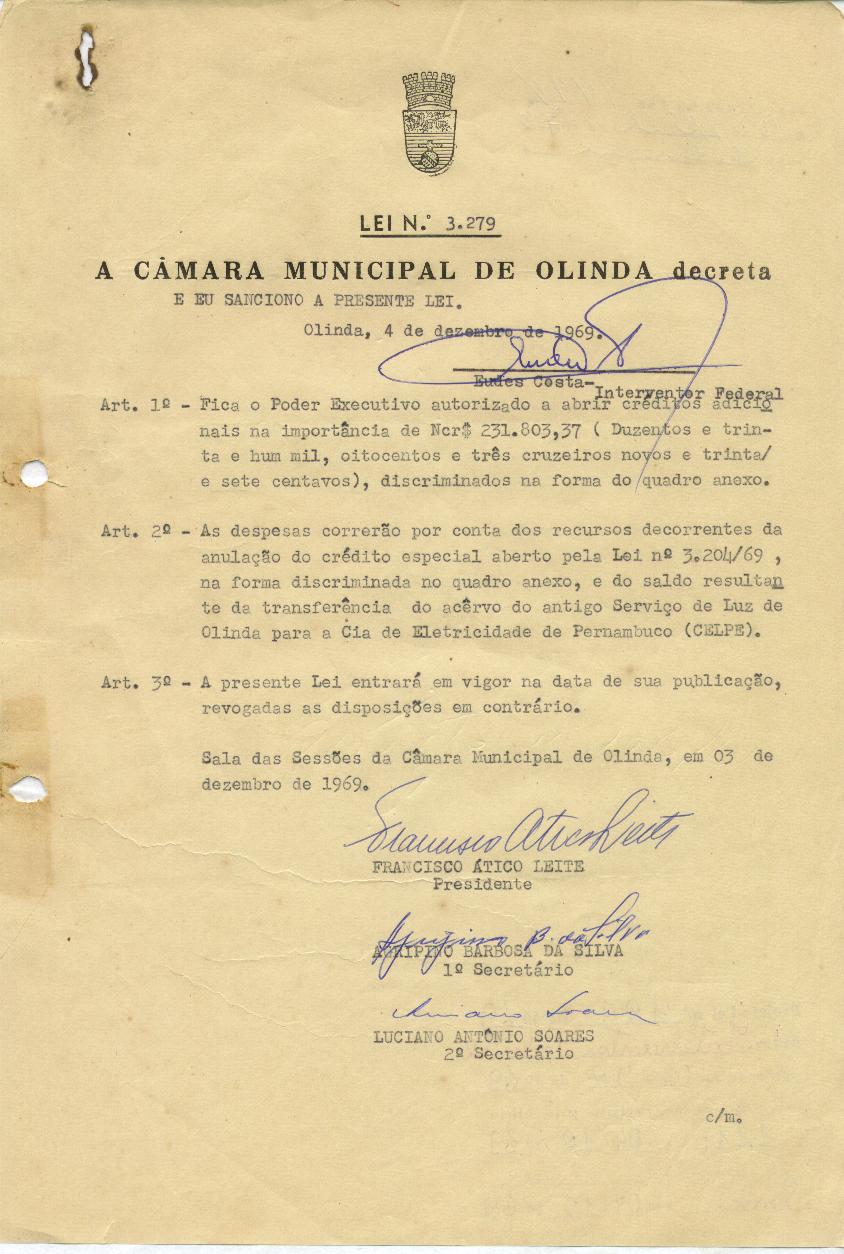 LEI N.º 3.279
A CÂMARA MUNICIPAL DE OLINDA decreta
E EU SANCIONO A PRESENTE LEI.
Olinda, 4 de dezembro de 1969.
Eudes Costa-Interventor Federal
Art. 1º - Fica o Poder Executivo autorizado a abrir créditos adicio
nais na importância de Ncr$ 231.803,37 ( Duzentos e trin-
ta e hum mil, oitocentos e três cruzeiros novos e trinta/
e sete centavos), discriminados na forma do quadro anexo.
Art. 2º - As despesas correrão por conta dos recursos decorrentes da
anulação do crédito especial aberto pela Lei nº 3.204/69 ,
na forma discriminada no quadro anexo, e do saldo resultan
te da transferência do acêrvo do antigo Serviço de Luz de
Olinda para a Cia de Eletricidade de Pernambuco (CELPE).
Art. 3º - A presente Lei entrará em vigor na data de sua publicação,
revogadas as disposições em contrário.
Sala das Sessões da Câmara Municipal de Olinda, em 03 de
dezembro de 1969.
Francisco Atico Leite
FRANCISCO ÁTICO LEITE
Presidente
Agripino B. da Silva
AGRIPINO BARBOSA DA SILVA
1º Secretário
Luciano Soares
LUCIANO ANTÔNIO SOARES
2º Secretário
c/m.